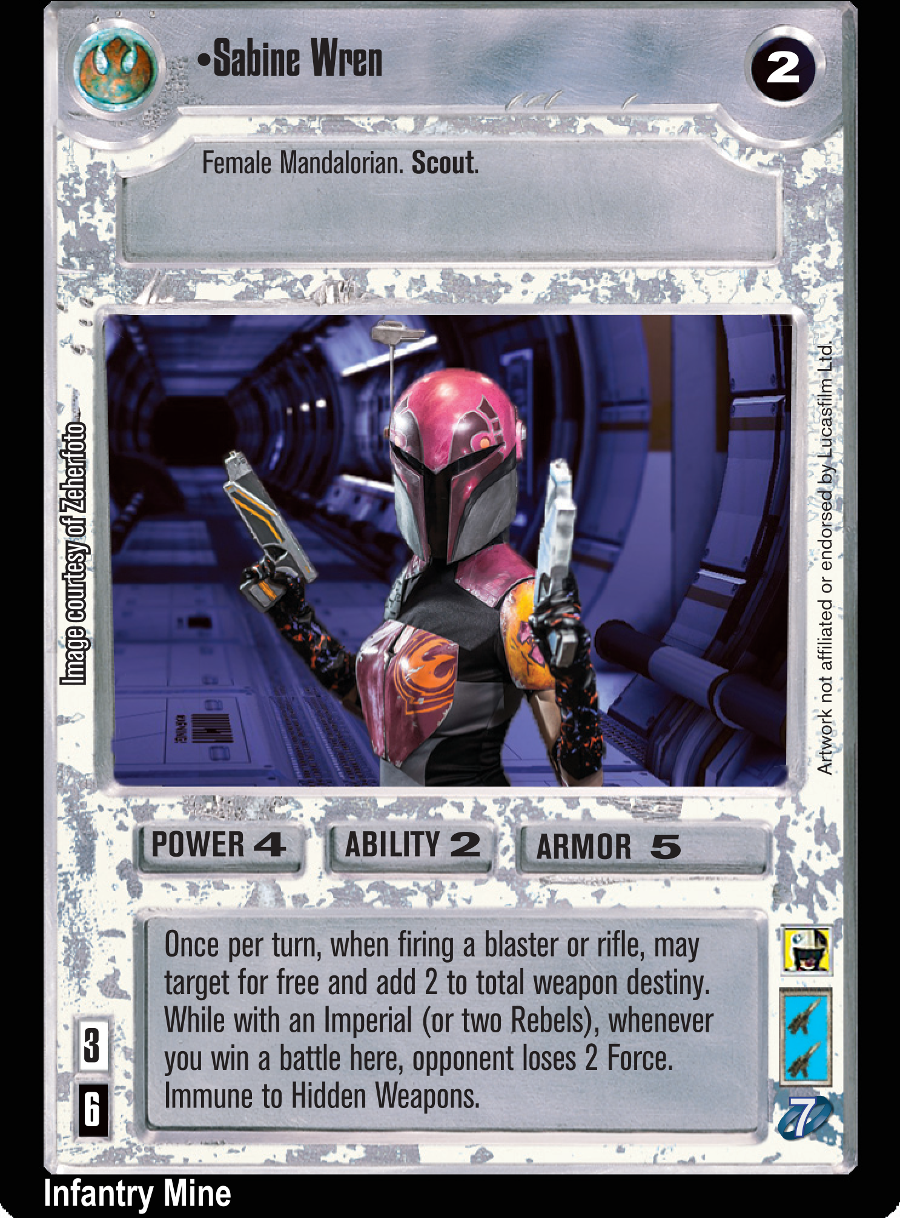 •Sabine Wren
2
Female Mandalorian. Scout.
Image courtesy of Zeherfoto
Artwork not affiliated or endorsed by Lucasfilm Ltd.
POWER 4
ABILITY 2
ARMOR 5
Once per turn, when firing a blaster or rifle, may
target for free and add 2 to total weapon destiny.
While with an Imperial (or two Rebels), whenever
you win a battle here, opponent loses 2 Force.
Immune to Hidden Weapons.
3
6
7
Infantry Mine